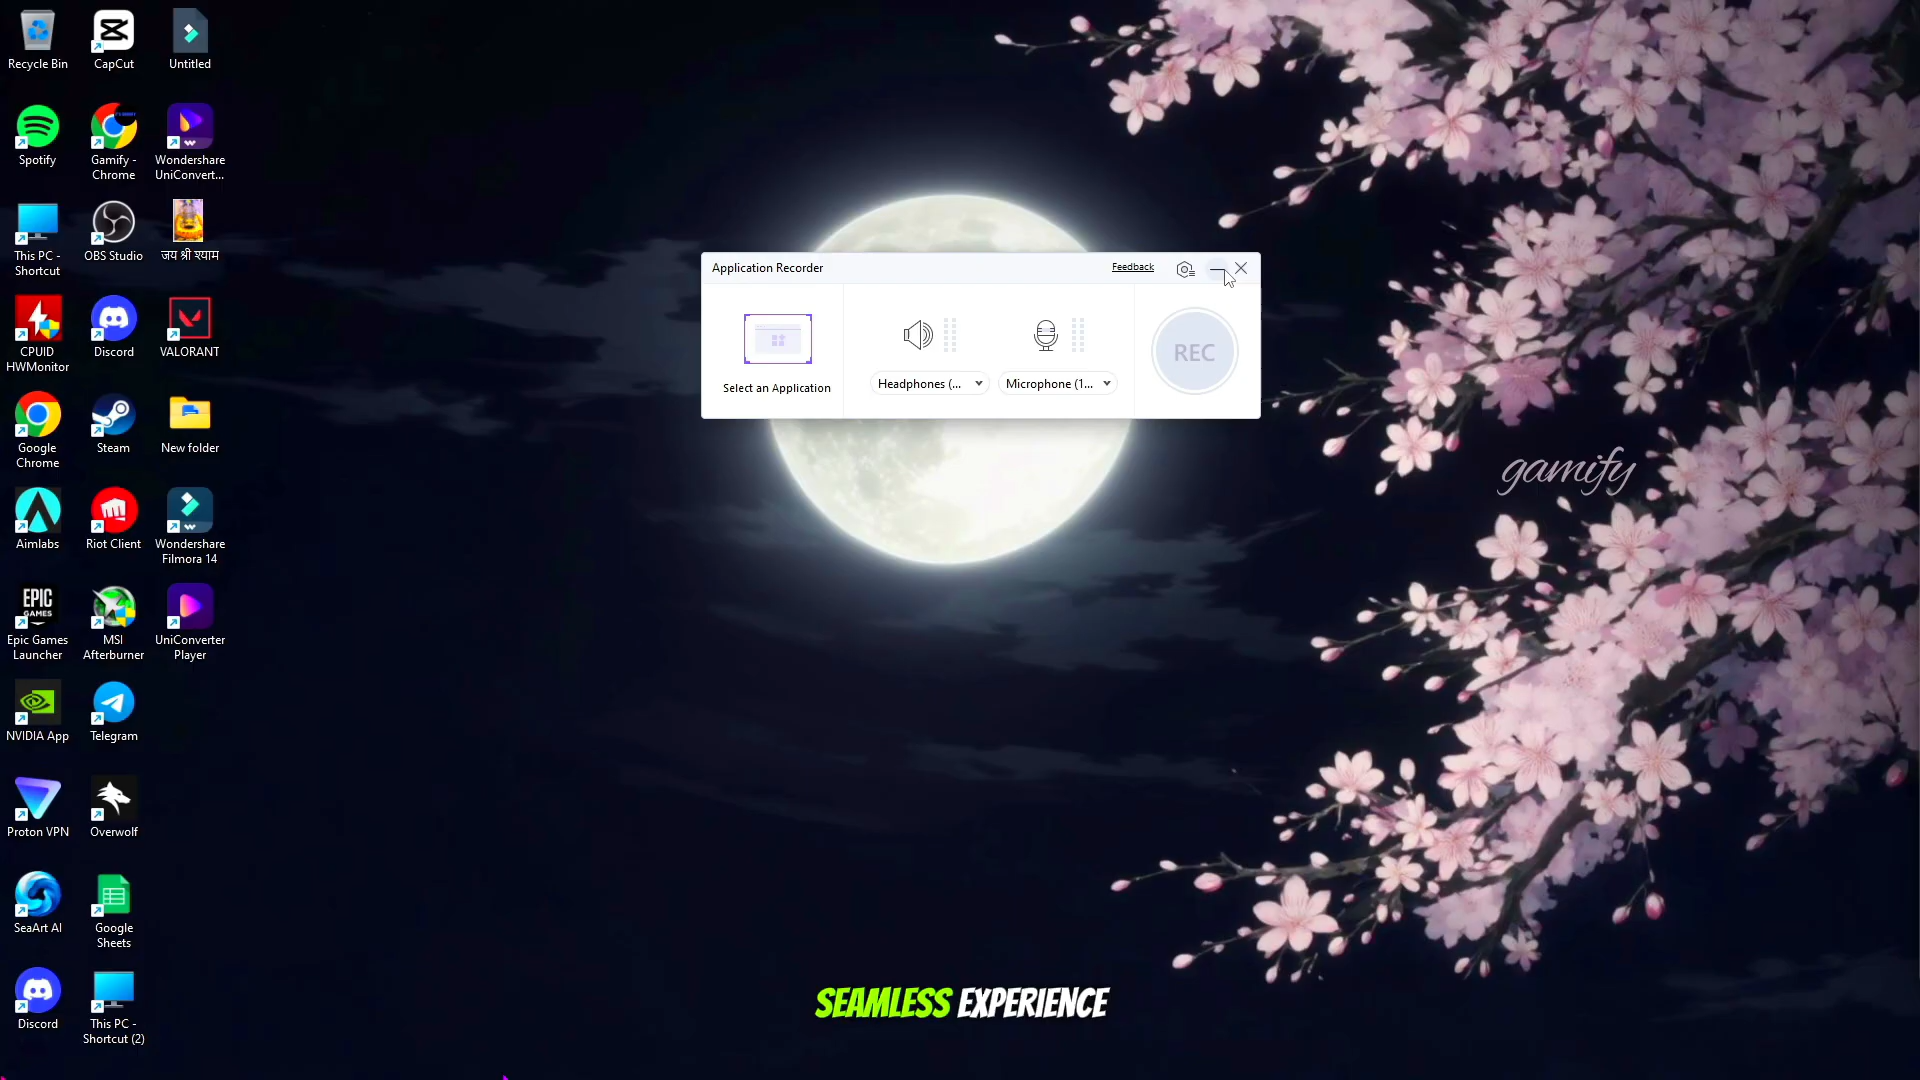 Recycle Bin
CapCut
Untitled
Spotify
Gamify -
Chrome
Wondershare
UniConvert...
This PC -
Shortcut
OBS Studio
जय श्री श्याम
CPUID
HWMonitor
Discord
VALORANT
Google
Chrome
Steam
New folder
Aimlabs
Riot Client
Wondershare
Filmora 14
EPIC
GAMES
Epic Games
Launcher
MSI
Afterburner
UniConverter
Player
NVIDIA App
Telegram
Proton VPN
Overwolf
SeaArt AI
Google
Sheets
Discord
This PC -
Shortcut (2)
Application Recorder
Feedback
Select an Application
Headphones (...
Microphone (1...
REC
gamify
SEAMLESS EXPERIENCE